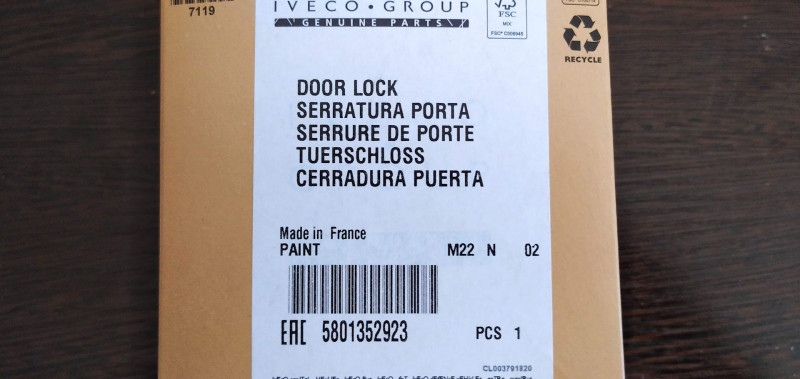 7119
IVECO • GROUP
GENUINE PARTS
FSC
MIX
RECYCLE
DOOR LOCK
SERRATURA PORTA
SERRURE DE PORTE
TUERSCHLOSS
CERRADURA PUERTA
Made in France
PAINT M22 N 02
EAC 5801352923 PCS 1
CL003791820